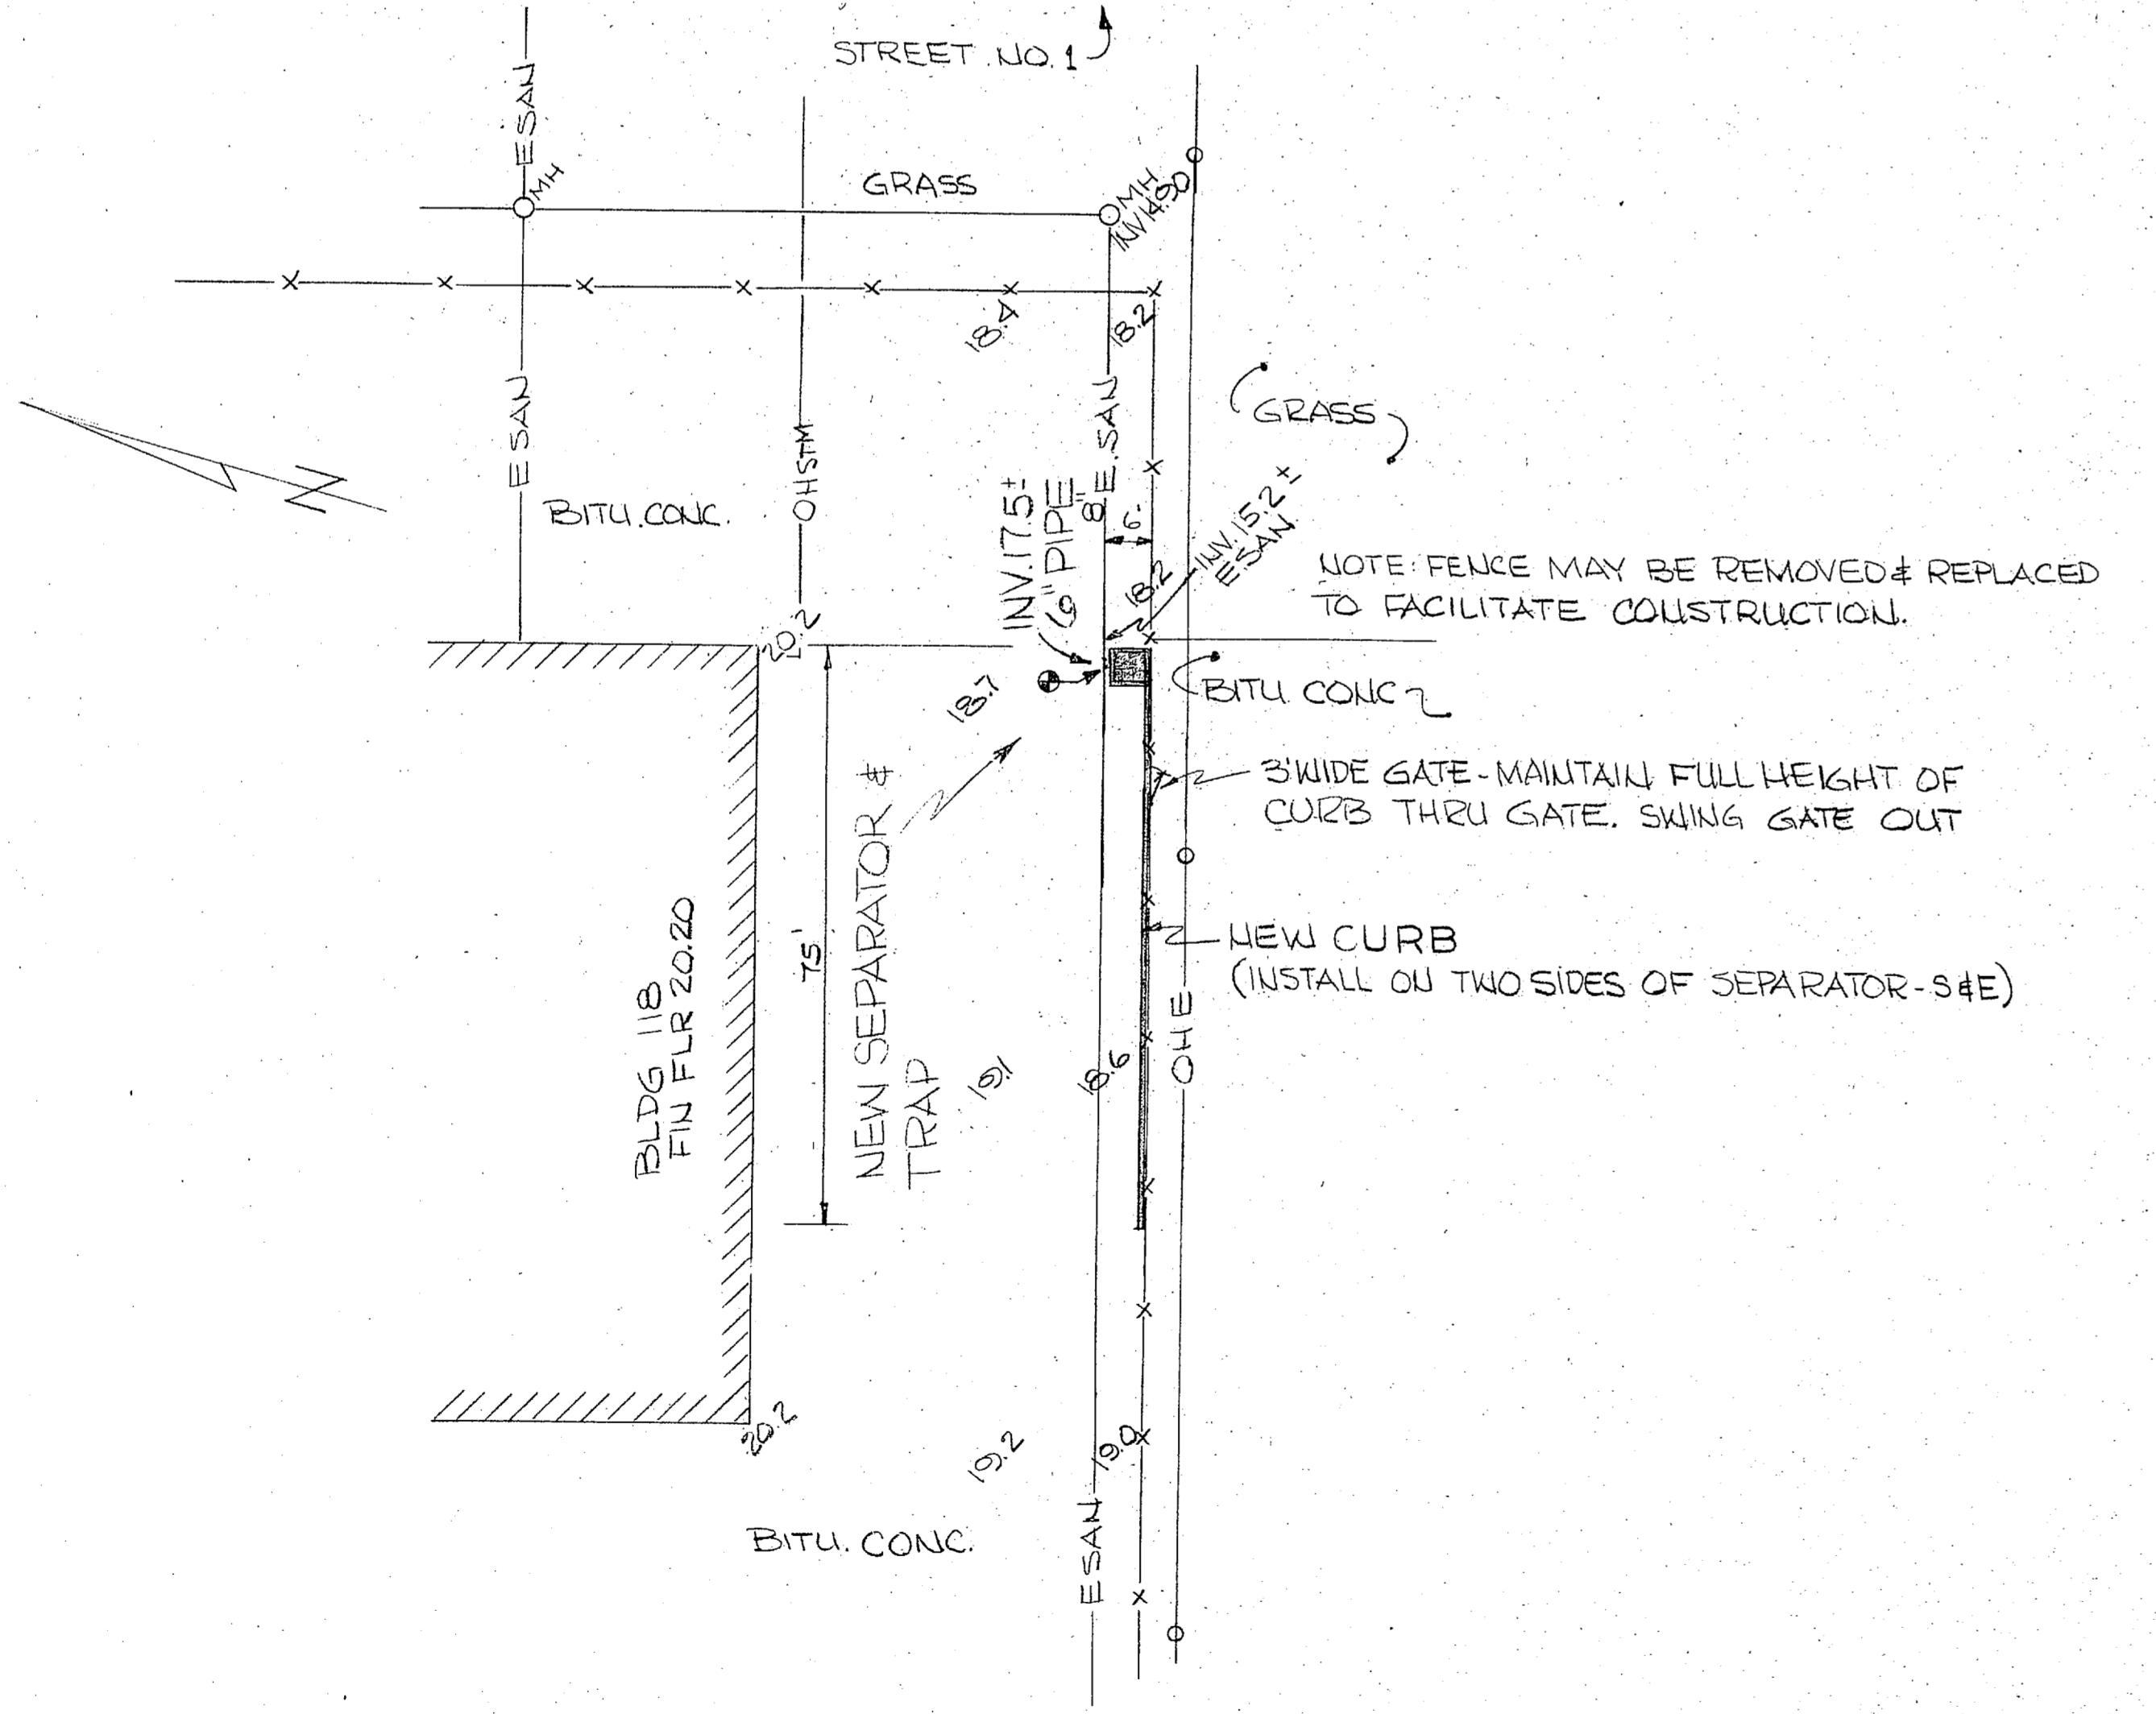 STREET NO. 1
ESAN
MH
GRASS
MH
INV 14.90
18.4
18.2
ESAN
OHSTM
8" E.SAN
GRASS
BITU. CONC.
INV. 17.5±
6" PIPE
6'
INV. 15.2 ±
ESAN
18.2
NOTE: FENCE MAY BE REMOVED & REPLACED
TO FACILITATE CONSTRUCTION.
20.2
N
18.7
BITU. CONC
3' WIDE GATE - MAINTAIN FULL HEIGHT OF
CURB THRU GATE. SWING GATE OUT
NEW SEPARATOR &
TRAP
75'
BLDG 118
FIN FLR 20.20
NEW CURB
(INSTALL ON TWO SIDES OF SEPARATOR - S & E)
OHE
19.1
18.6
20.2
19.2
19.0
ESAN
BITU. CONC.